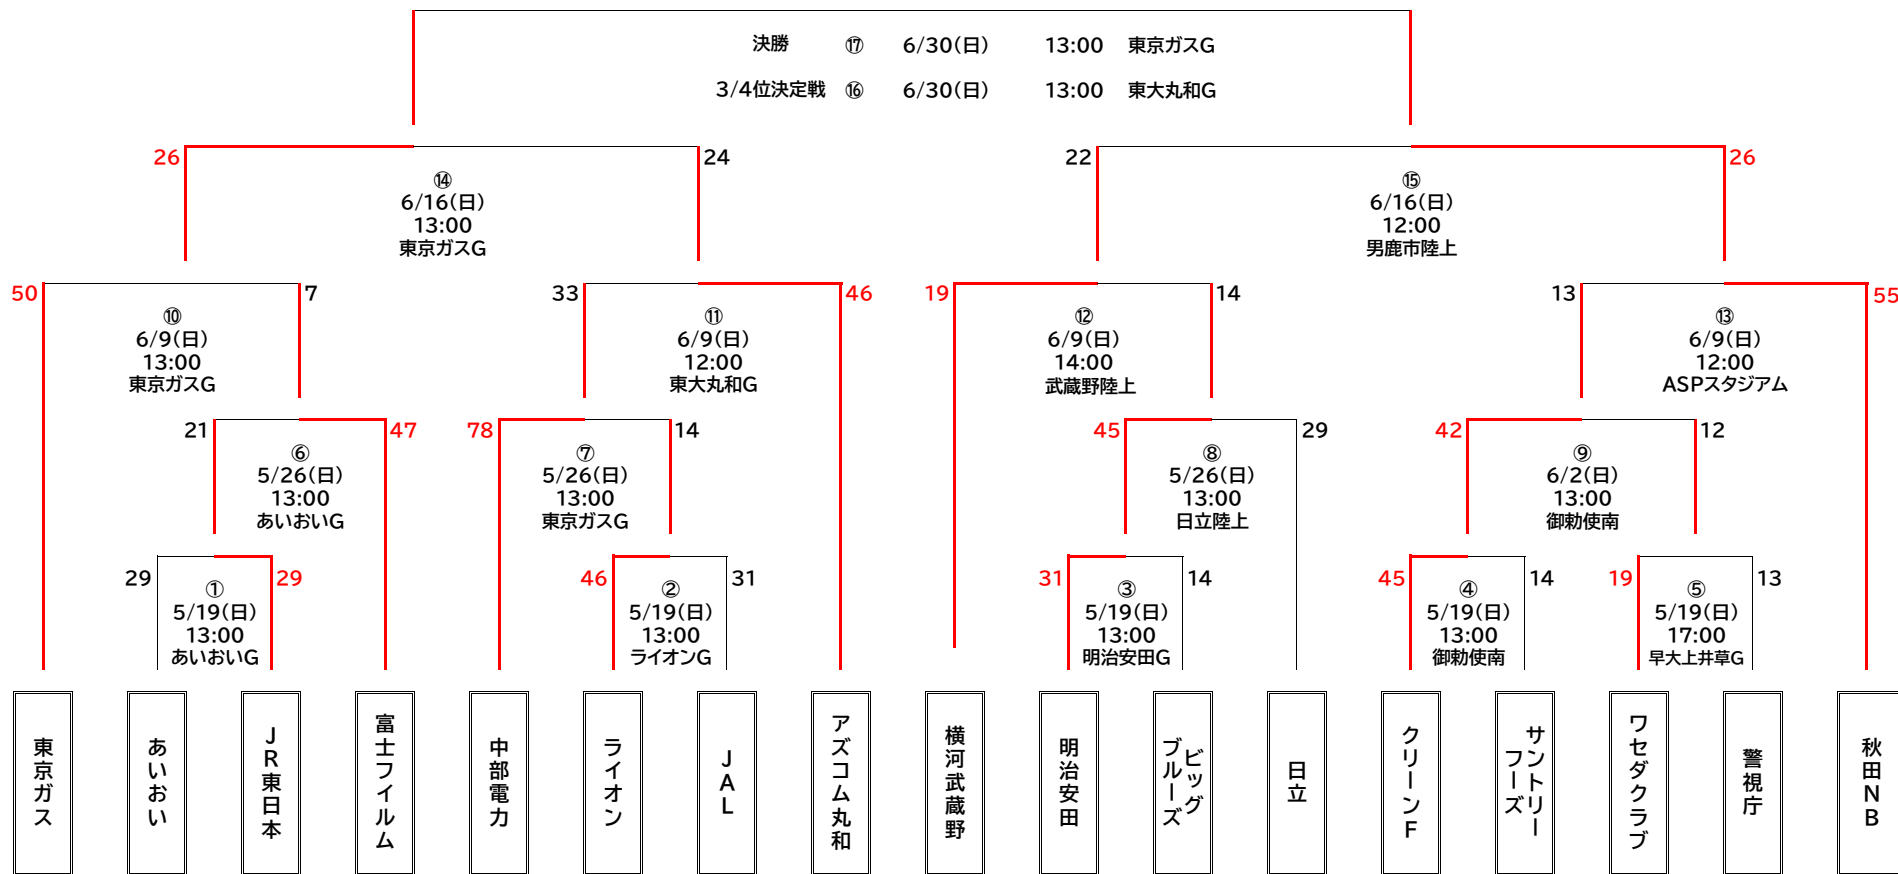 決勝 ⑰ 6/30(日) 13:00 東京ガスG
3/4位決定戦 ⑯ 6/30(日) 13:00 東大丸和G
26 24 22 26
⑭
6/16(日)
13:00
東京ガスG
⑮
6/16(日)
12:00
男鹿市陸上
50 7 33 46 19 14 13 55
⑩
6/9(日)
13:00
東京ガスG
⑪
6/9(日)
12:00
東大丸和G
⑫
6/9(日)
14:00
武蔵野陸上
⑬
6/9(日)
12:00
ASPスタジアム
21 47 78 14 45 29 42 12
⑥
5/26(日)
13:00
あいおいG
⑦
5/26(日)
13:00
東京ガスG
⑧
5/26(日)
13:00
日立陸上
⑨
6/2(日)
13:00
御勅使南
29 29 46 31 31 14 45 14 19 13
①
5/19(日)
13:00
あいおいG
②
5/19(日)
13:00
ライオンG
③
5/19(日)
13:00
明治安田G
④
5/19(日)
13:00
御勅使南
⑤
5/19(日)
17:00
早大上井草G
東京ガス
あいおい
JR東日本
富士フイルム
中部電力
ライオン
JAL
アズコム丸和
横河武蔵野
明治安田
ビッグ
ブルーズ
日立
クリーンF
サントリー
フーズ
ワセダクラブ
警視庁
秋田NB